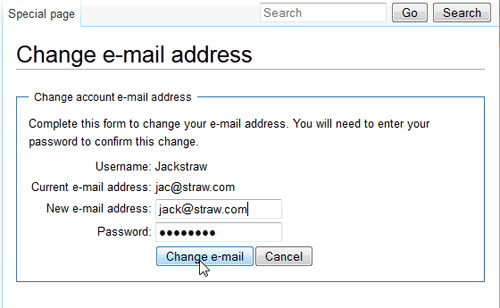 Special page
Search Go Search
Change e-mail address
Change account e-mail address
Complete this form to change your e-mail address. You will need to enter your
password to confirm this change.
Username: Jackstraw
Current e-mail address: jac@straw.com
New e-mail address: jack@straw.com
Password: ●●●●●●●●
Change e-mail Cancel